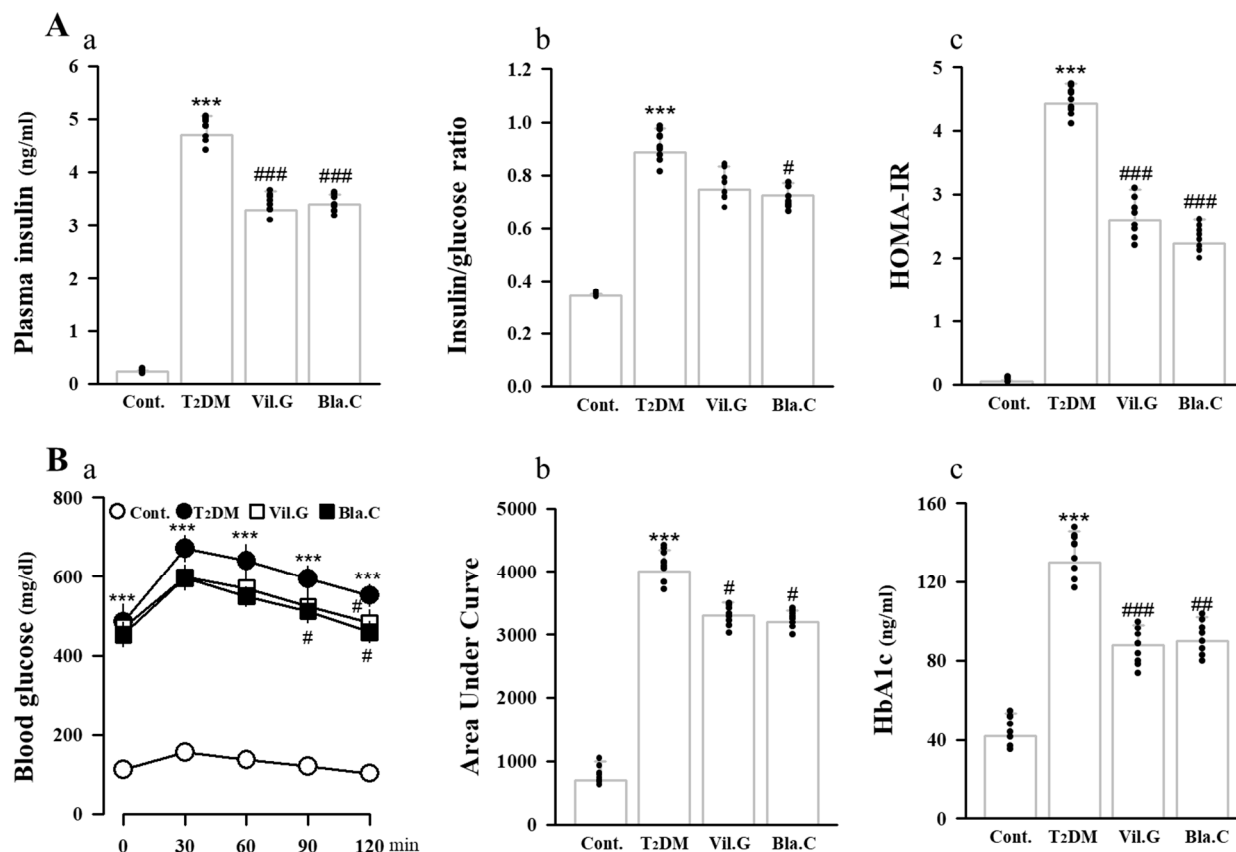 A
a
Plasma insulin (ng/ml)
6
5
4
3
2
1
0
***
###
###
Cont. T2DM Vil.G Bla.C
b
Insulin/glucose ratio
1.2
1.0
0.8
0.6
0.4
0.2
0.0
***
#
Cont. T2DM Vil.G Bla.C
c
HOMA-IR
5
4
3
2
1
0
***
###
###
Cont. T2DM Vil.G Bla.C
B
a
Blood glucose (mg/dl)
800
600
400
200
0
Cont. T2DM Vil.G Bla.C
***
***
***
***
***
#
#
#
0 30 60 90 120 min
b
Area Under Curve
5000
4000
3000
2000
1000
0
***
#
#
Cont. T2DM Vil.G Bla.C
c
HbA1c (ng/ml)
160
120
80
40
0
***
###
##
Cont. T2DM Vil.G Bla.C